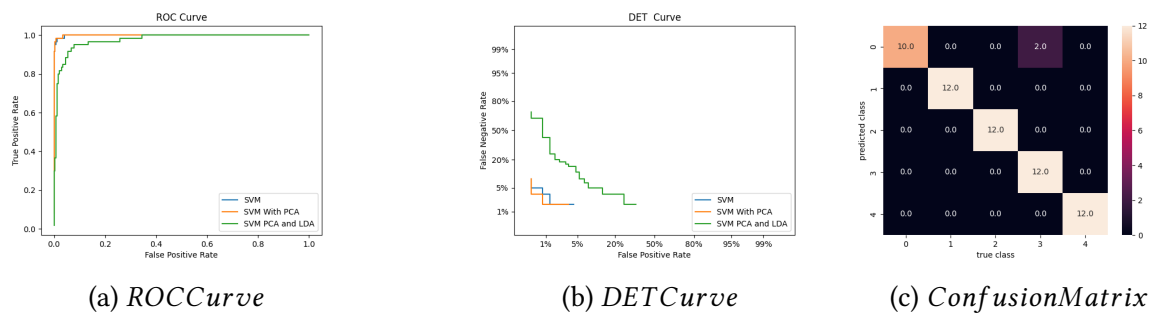 ROC Curve
True Positive Rate
1.0
0.8
0.6
0.4
0.2
0.0
0.0 0.2 0.4 0.6 0.8 1.0
False Positive Rate
SVM
SVM With PCA
SVM PCA and LDA
(a) ROCCurve
DET Curve
False Negative Rate
99%
95%
80%
50%
20%
5%
1%
1% 5% 20% 50% 80% 95% 99%
False Positive Rate
SVM
SVM With PCA
SVM PCA and LDA
(b) DETCurve
predicted class
0 10.0 0.0 0.0 2.0 0.0
1 0.0 12.0 0.0 0.0 0.0
2 0.0 0.0 12.0 0.0 0.0
3 0.0 0.0 0.0 12.0 0.0
4 0.0 0.0 0.0 0.0 12.0
0 1 2 3 4
true class
12
10
8
6
4
2
0
(c) ConfusionMatrix